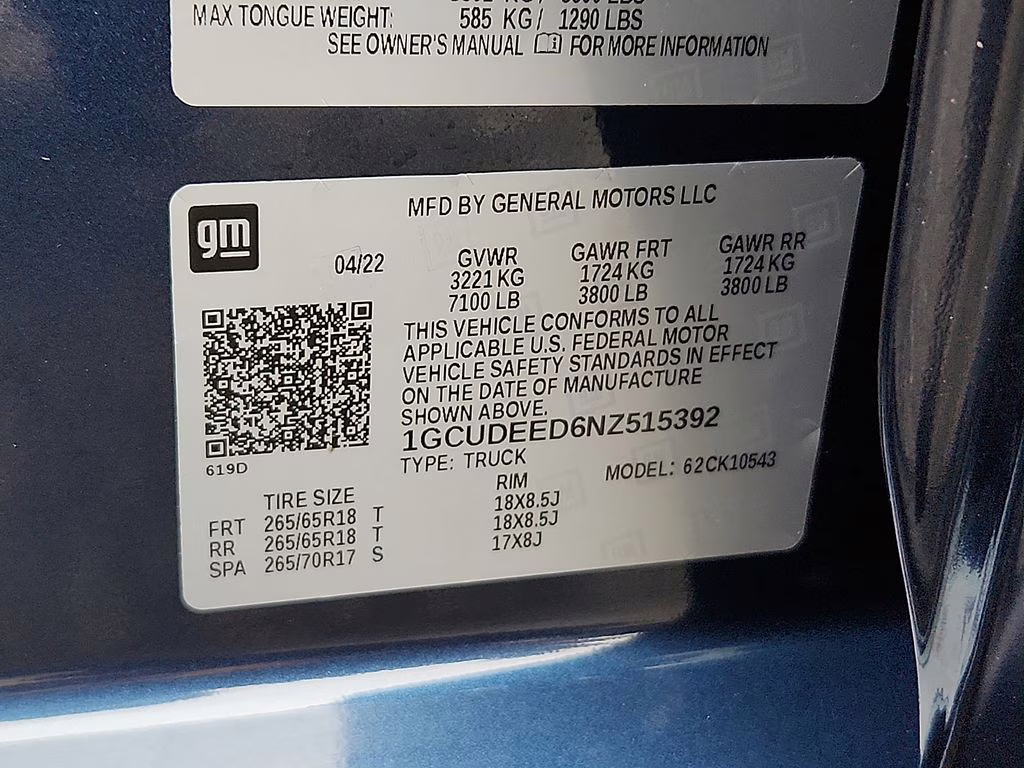 MAX TONGUE WEIGHT: 585 KG/ 1290 LBS
SEE OWNER'S MANUAL FOR MORE INFORMATION
gm
MFD BY GENERAL MOTORS LLC
04/22
GVWR GAWR FRT GAWR RR
3221 KG 1724 KG 1724 KG
7100 LB 3800 LB 3800 LB
THIS VEHICLE CONFORMS TO ALL
APPLICABLE U.S. FEDERAL MOTOR
VEHICLE SAFETY STANDARDS IN EFFECT
ON THE DATE OF MANUFACTURE
SHOWN ABOVE.
1GCUDEED6NZ515392
619D
TYPE: TRUCK MODEL: 62CK10543
TIRE SIZE RIM
FRT 265/65R18 T 18X8.5J
RR 265/65R18 T 18X8.5J
SPA 265/70R17 S 17X8J